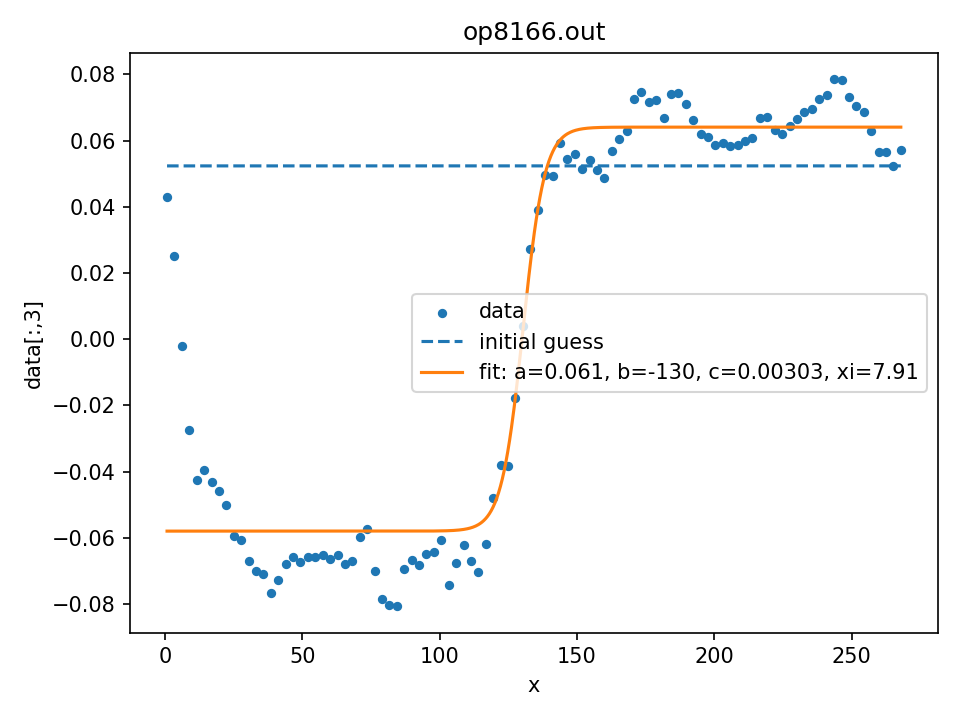 op8166.out
data[:,3]
0.08
0.06
0.04
0.02
0.00
−0.02
−0.04
−0.06
−0.08
data
initial guess
fit: a=0.061, b=-130, c=0.00303, xi=7.91
0 50 100 150 200 250
x